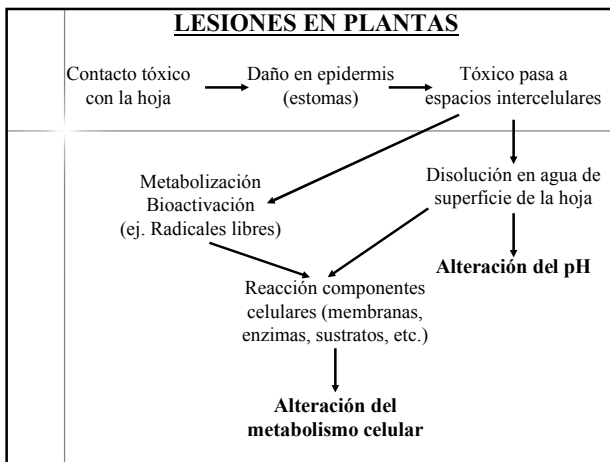 LESIONES EN PLANTAS
Contacto tóxico
con la hoja
Daño en epidermis
(estomas)
Tóxico pasa a
espacios intercelulares
Metabolización
Bioactivación
(ej. Radicales libres)
Disolución en agua de
superficie de la hoja
Alteración del pH
Reacción componentes
celulares (membranas,
enzimas, sustratos, etc.)
Alteración del
metabolismo celular